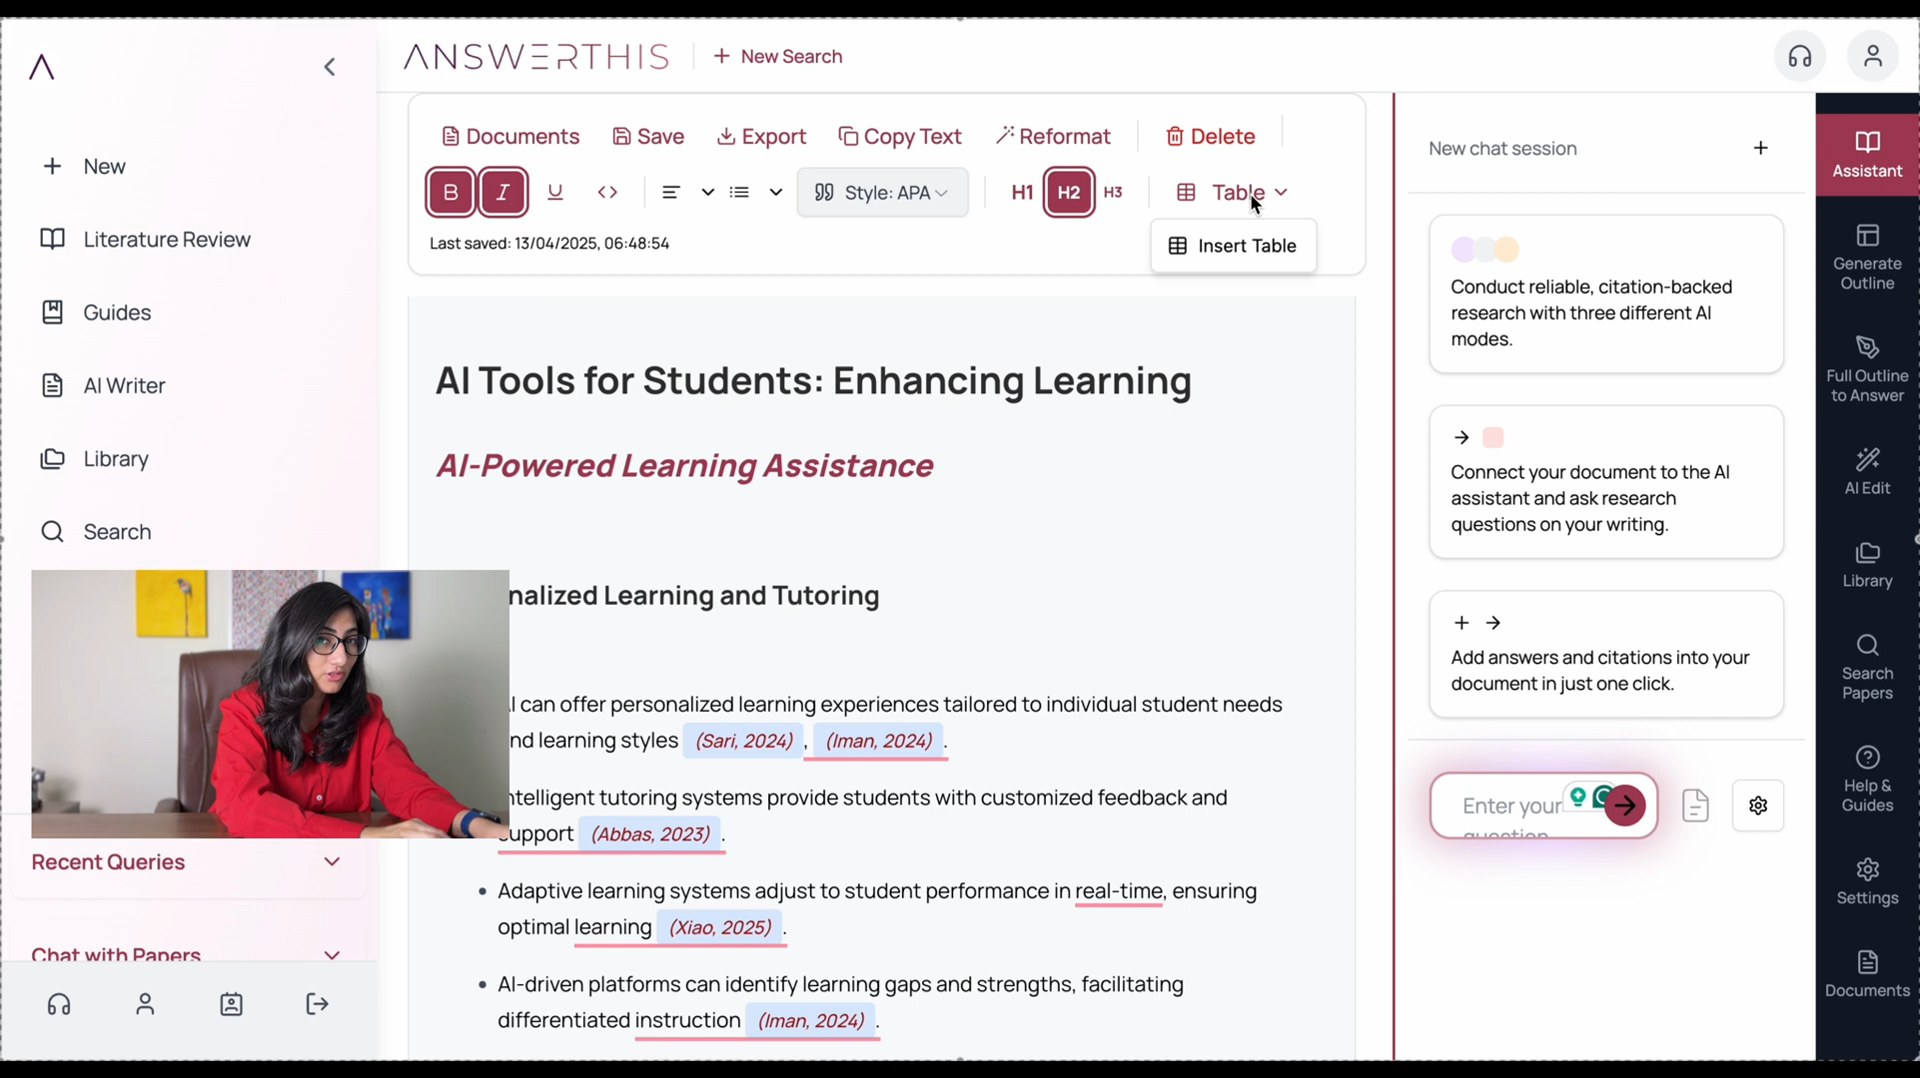 ANSWERTHIS
+ New Search
New
Literature Review
Guides
AI Writer
Library
Search
Recent Queries
Chat with Papers
Documents
Save
Export
Copy Text
Reformat
Delete
B
I
U
<>
Style: APA
H1
H2
H3
Table
Last saved: 13/04/2025, 06:48:54
Insert Table
AI Tools for Students: Enhancing Learning
AI-Powered Learning Assistance
nalized Learning and Tutoring
I can offer personalized learning experiences tailored to individual student needs
nd learning styles (Sari, 2024) , (Iman, 2024) .
ntelligent tutoring systems provide students with customized feedback and
support (Abbas, 2023) .
• Adaptive learning systems adjust to student performance in real-time, ensuring
optimal learning (Xiao, 2025) .
• AI-driven platforms can identify learning gaps and strengths, facilitating
differentiated instruction (Iman, 2024) .
New chat session
Conduct reliable, citation-backed
research with three different AI
modes.
Connect your document to the AI
assistant and ask research
questions on your writing.
Add answers and citations into your
document in just one click.
Enter your
question
Assistant
Generate
Outline
Full Outline
to Answer
AI Edit
Library
Search
Papers
Help &
Guides
Settings
Documents